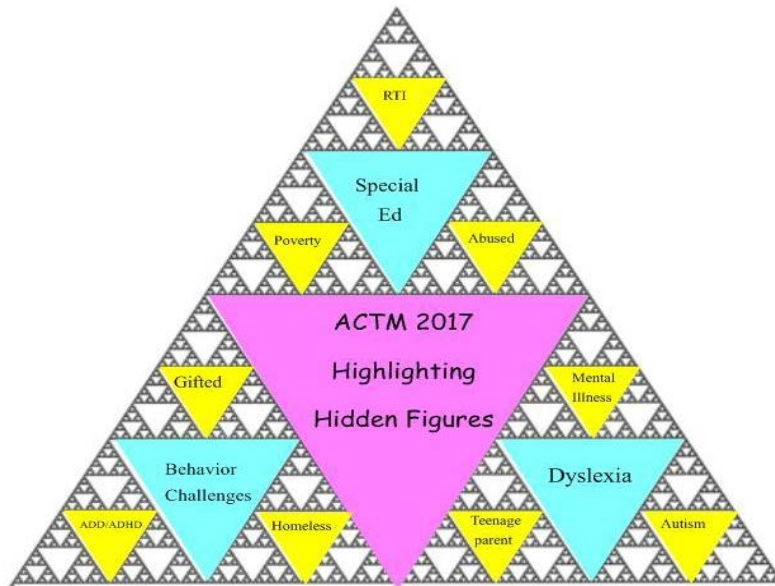 RTI
Special
Ed
Poverty
Abused
ACTM 2017
Highlighting
Hidden Figures
Gifted
Mental
Illness
Behavior
Challenges
Dyslexia
ADD/ADHD
Homeless
Teenage
parent
Autism